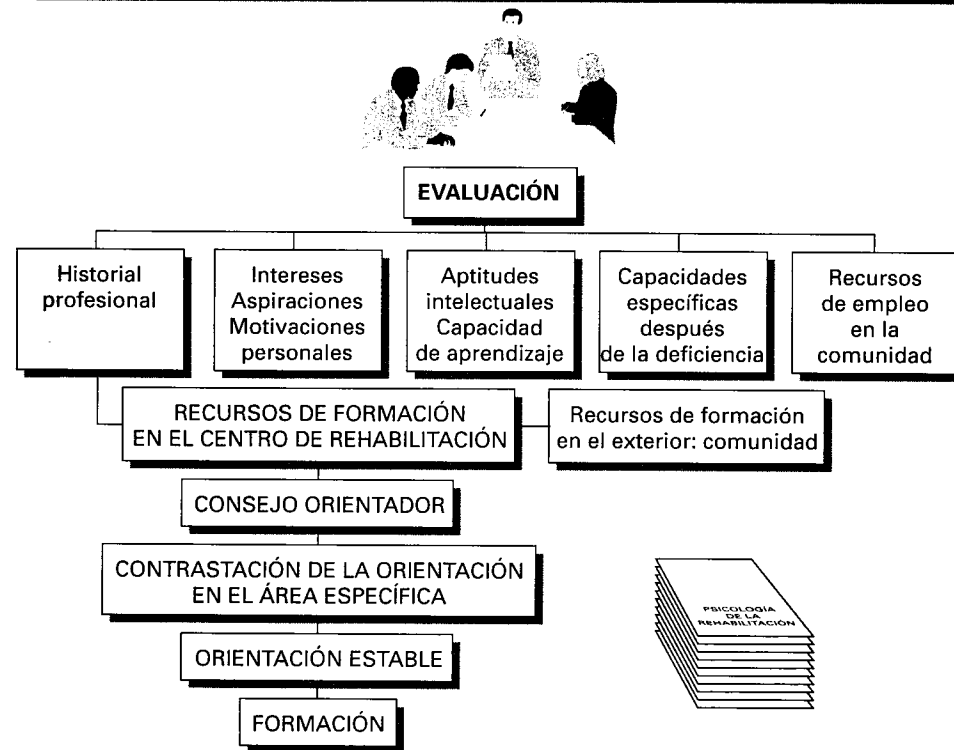 EVALUACIÓN
Historial
profesional
Intereses
Aspiraciones
Motivaciones
personales
Aptitudes
intelectuales
Capacidad
de aprendizaje
Capacidades
específicas
después
de la deficiencia
Recursos
de empleo
en la
comunidad
RECURSOS DE FORMACIÓN
EN EL CENTRO DE REHABILITACIÓN
Recursos de formación
en el exterior: comunidad
CONSEJO ORIENTADOR
CONTRASTACIÓN DE LA ORIENTACIÓN
EN EL ÁREA ESPECÍFICA
PSICOLOGÍA
DE LA
REHABILITACIÓN
ORIENTACIÓN ESTABLE
FORMACIÓN